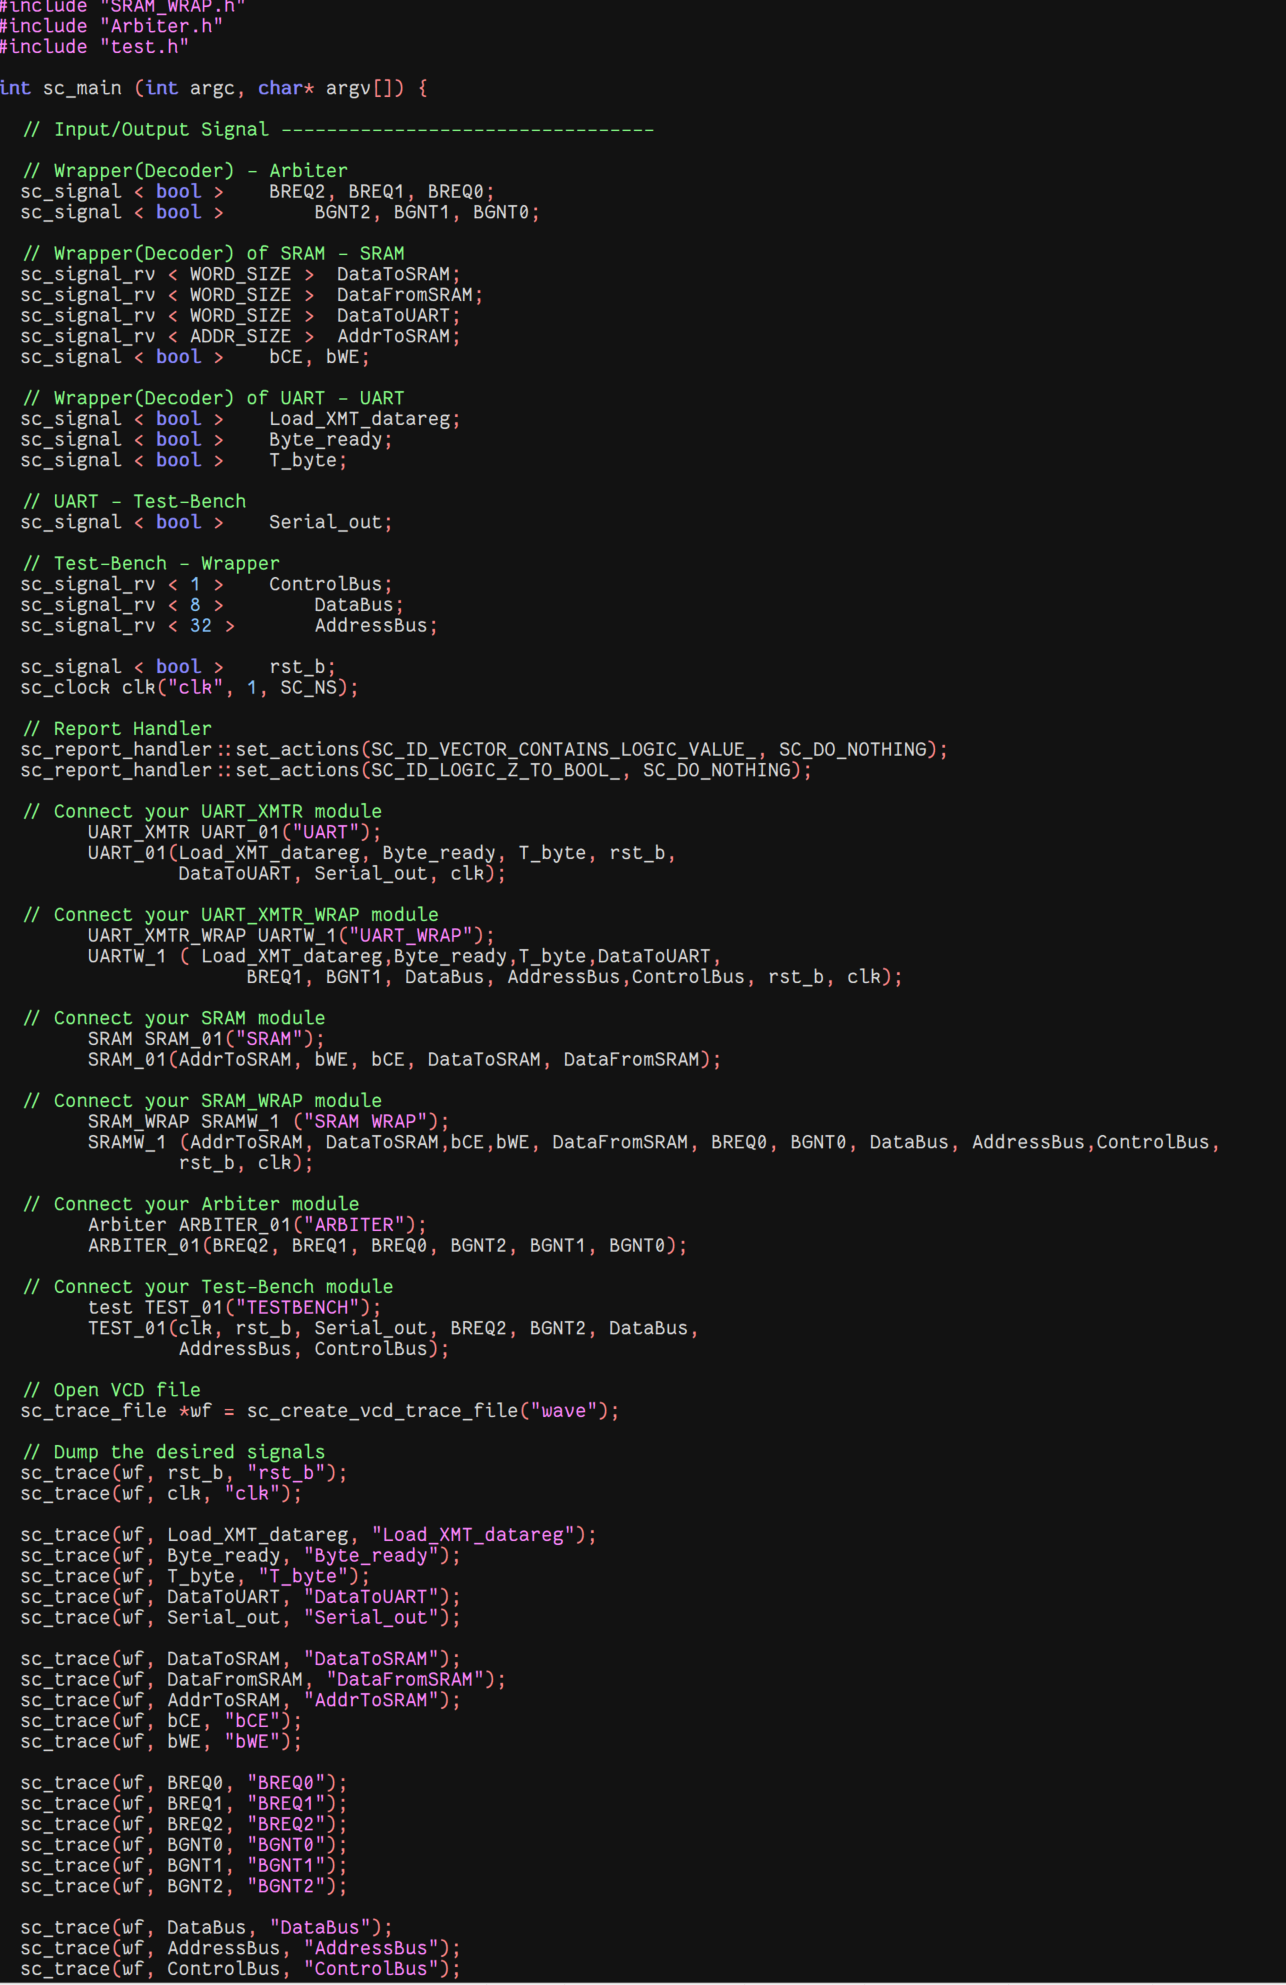 #include "SRAM_WRAP.h"
#include "Arbiter.h"
#include "test.h"
int sc_main (int argc, char* argv[]) {
// Input/Output Signal ---------------------------------
// Wrapper(Decoder) - Arbiter
sc_signal < bool > BREQ2, BREQ1, BREQ0;
sc_signal < bool > BGNT2, BGNT1, BGNT0;
// Wrapper(Decoder) of SRAM - SRAM
sc_signal_rv < WORD_SIZE > DataToSRAM;
sc_signal_rv < WORD_SIZE > DataFromSRAM;
sc_signal_rv < WORD_SIZE > DataToUART;
sc_signal_rv < ADDR_SIZE > AddrToSRAM;
sc_signal < bool > bCE, bWE;
// Wrapper(Decoder) of UART - UART
sc_signal < bool > Load_XMT_datareg;
sc_signal < bool > Byte_ready;
sc_signal < bool > T_byte;
// UART - Test-Bench
sc_signal < bool > Serial_out;
// Test-Bench - Wrapper
sc_signal_rv < 1 > ControlBus;
sc_signal_rv < 8 > DataBus;
sc_signal_rv < 32 > AddressBus;
sc_signal < bool > rst_b;
sc_clock clk("clk", 1, SC_NS);
// Report Handler
sc_report_handler::set_actions(SC_ID_VECTOR_CONTAINS_LOGIC_VALUE_, SC_DO_NOTHING);
sc_report_handler::set_actions(SC_ID_LOGIC_Z_TO_BOOL_, SC_DO_NOTHING);
// Connect your UART_XMTR module
UART_XMTR UART_01("UART");
UART_01(Load_XMT_datareg, Byte_ready, T_byte, rst_b,
DataToUART, Serial_out, clk);
// Connect your UART_XMTR_WRAP module
UART_XMTR_WRAP UARTW_1("UART_WRAP");
UARTW_1 ( Load_XMT_datareg,Byte_ready,T_byte,DataToUART,
BREQ1, BGNT1, DataBus, AddressBus,ControlBus, rst_b, clk);
// Connect your SRAM module
SRAM SRAM_01("SRAM");
SRAM_01(AddrToSRAM, bWE, bCE, DataToSRAM, DataFromSRAM);
// Connect your SRAM_WRAP module
SRAM_WRAP SRAMW_1 ("SRAM WRAP");
SRAMW_1 (AddrToSRAM, DataToSRAM,bCE,bWE, DataFromSRAM, BREQ0, BGNT0, DataBus, AddressBus,ControlBus,
rst_b, clk);
// Connect your Arbiter module
Arbiter ARBITER_01("ARBITER");
ARBITER_01(BREQ2, BREQ1, BREQ0, BGNT2, BGNT1, BGNT0);
// Connect your Test-Bench module
test TEST_01("TESTBENCH");
TEST_01(clk, rst_b, Serial_out, BREQ2, BGNT2, DataBus,
AddressBus, ControlBus);
// Open VCD file
sc_trace_file *wf = sc_create_vcd_trace_file("wave");
// Dump the desired signals
sc_trace(wf, rst_b, "rst_b");
sc_trace(wf, clk, "clk");
sc_trace(wf, Load_XMT_datareg, "Load_XMT_datareg");
sc_trace(wf, Byte_ready, "Byte_ready");
sc_trace(wf, T_byte, "T_byte");
sc_trace(wf, DataToUART, "DataToUART");
sc_trace(wf, Serial_out, "Serial_out");
sc_trace(wf, DataToSRAM, "DataToSRAM");
sc_trace(wf, DataFromSRAM, "DataFromSRAM");
sc_trace(wf, AddrToSRAM, "AddrToSRAM");
sc_trace(wf, bCE, "bCE");
sc_trace(wf, bWE, "bWE");
sc_trace(wf, BREQ0, "BREQ0");
sc_trace(wf, BREQ1, "BREQ1");
sc_trace(wf, BREQ2, "BREQ2");
sc_trace(wf, BGNT0, "BGNT0");
sc_trace(wf, BGNT1, "BGNT1");
sc_trace(wf, BGNT2, "BGNT2");
sc_trace(wf, DataBus, "DataBus");
sc_trace(wf, AddressBus, "AddressBus");
sc_trace(wf, ControlBus, "ControlBus");